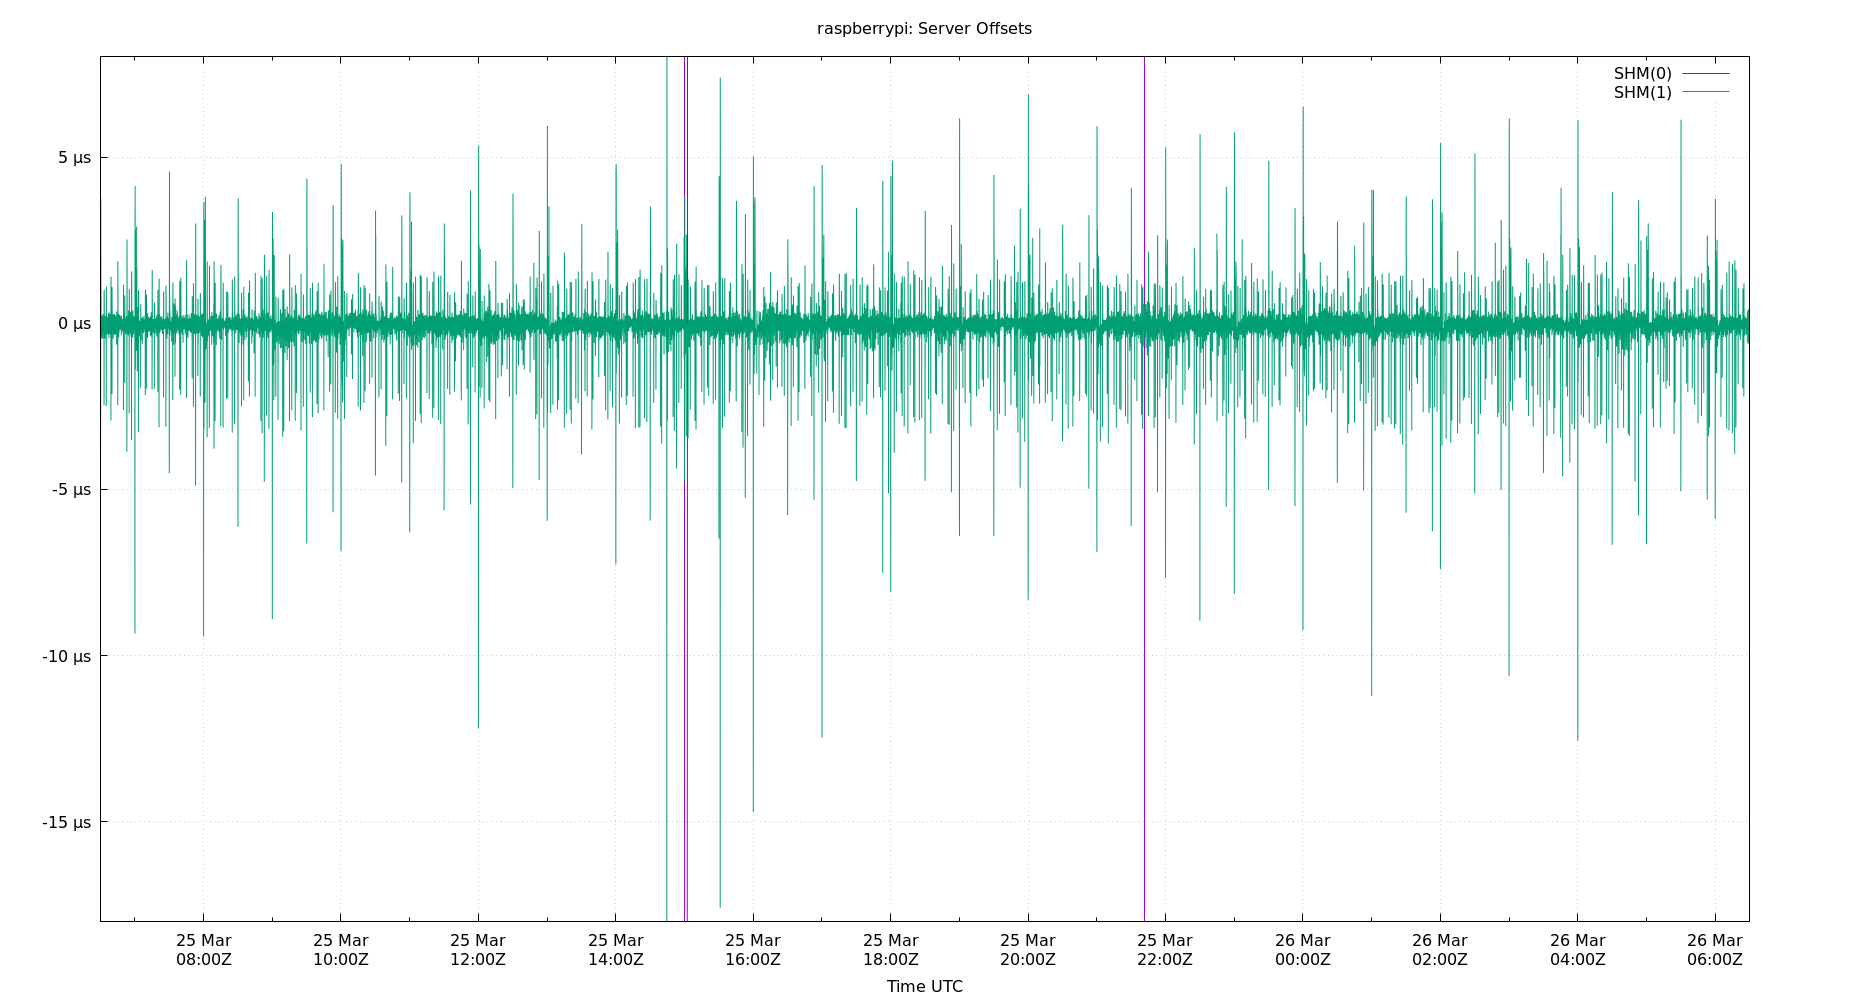 raspberrypi: Server Offsets
SHM(0)
SHM(1)
5 µs
0 µs
-5 µs
-10 µs
-15 µs
25 Mar 25 Mar 25 Mar 25 Mar 25 Mar 25 Mar 25 Mar 25 Mar 26 Mar 26 Mar 26 Mar 26 Mar
08:00Z 10:00Z 12:00Z 14:00Z 16:00Z 18:00Z 20:00Z 22:00Z 00:00Z 02:00Z 04:00Z 06:00Z
Time UTC